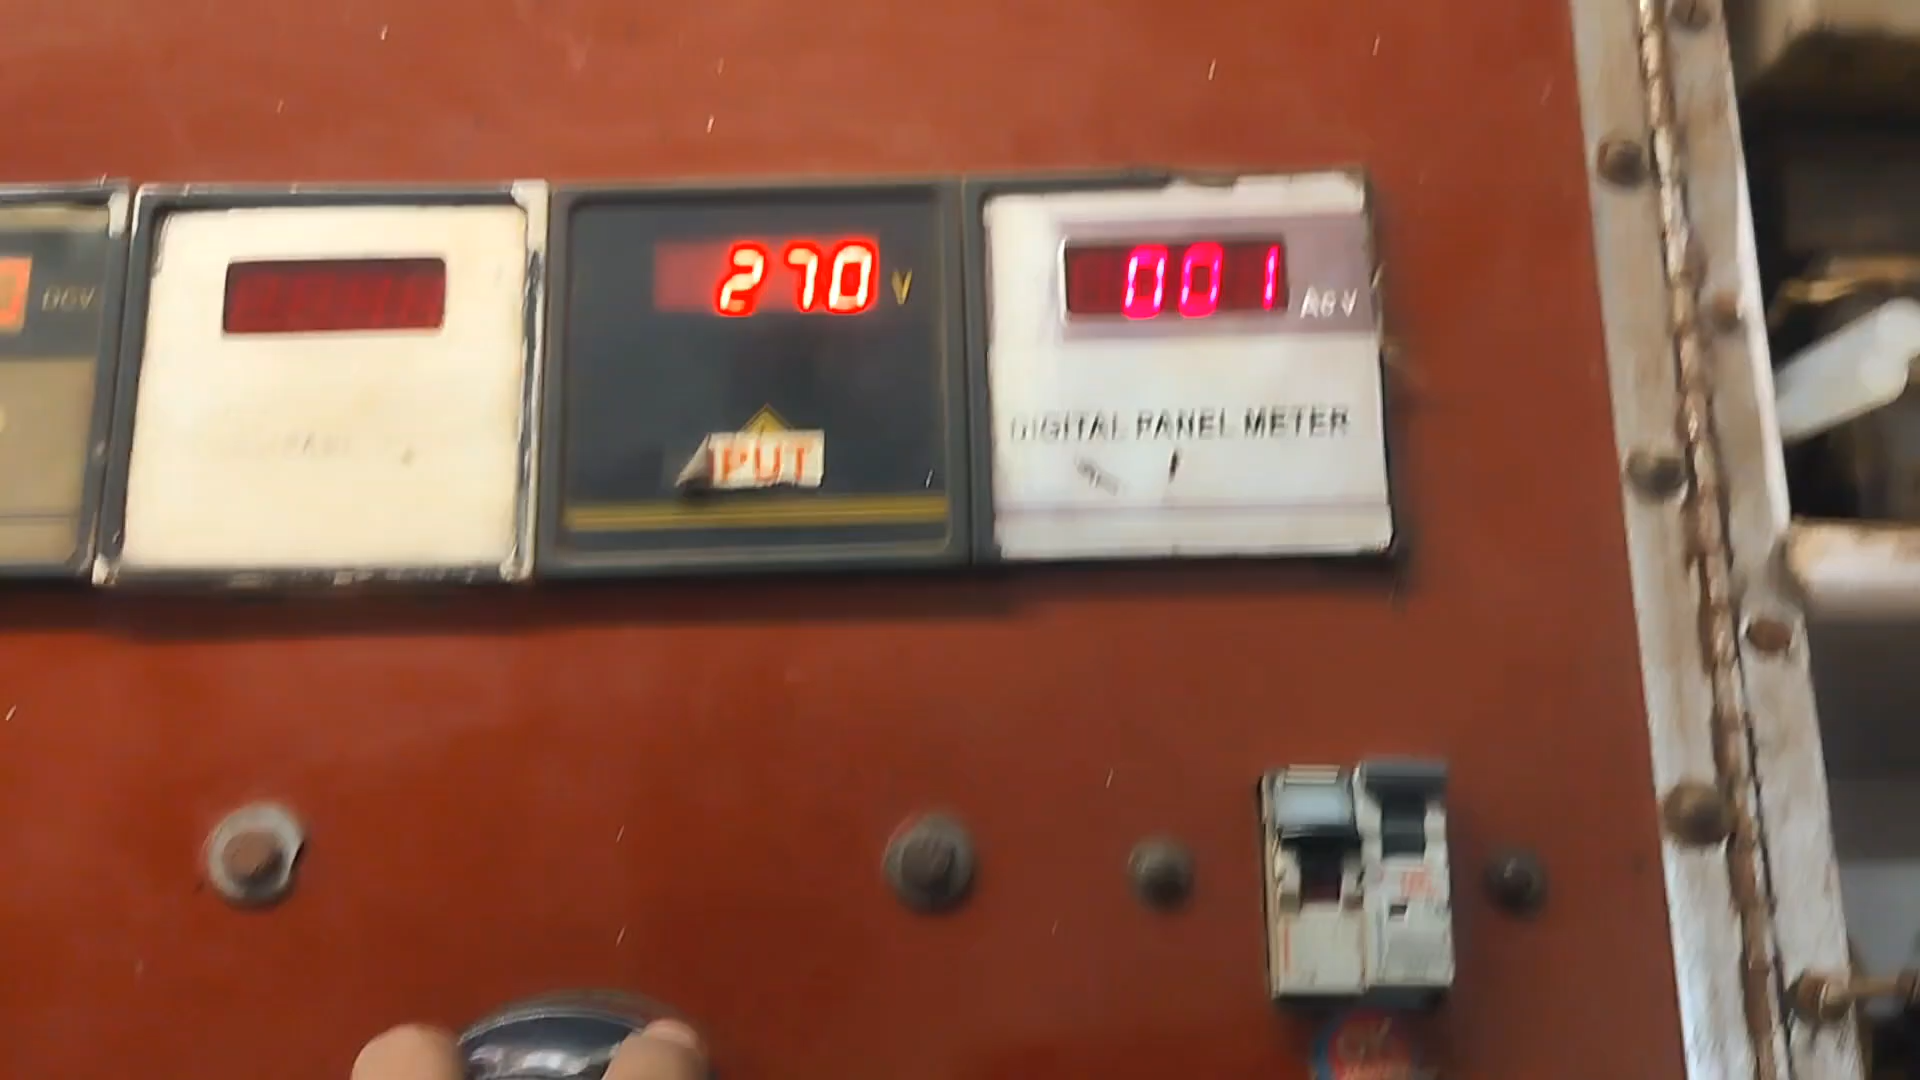 DCV
270 V
PUT
001 ACV
DIGITAL PANEL METER